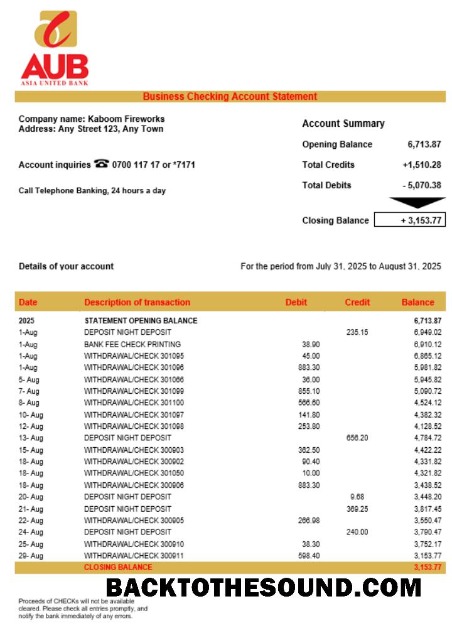 AUB
ASIA UNITED BANK
Business Checking Account Statement
Company name: Kaboom Fireworks
Address: Any Street 123, Any Town
Account inquiries ☎ 0700 117 17 or *7171
Call Telephone Banking, 24 hours a day
Account Summary
Opening Balance 6,713.87
Total Credits +1,510.28
Total Debits - 5,070.38
Closing Balance + 3,153.77
Details of your account For the period from July 31, 2025 to August 31, 2025
Date Description of transaction Debit Credit Balance
2025 STATEMENT OPENING BALANCE 6,713.87
1-Aug DEPOSIT NIGHT DEPOSIT 235.15 6,949.02
1-Aug BANK FEE CHECK PRINTING 38.90 6,910.12
1-Aug WITHDRAWAL/CHECK 301095 45.00 6,865.12
1-Aug WITHDRAWAL/CHECK 301096 883.30 5,981.82
5- Aug WITHDRAWAL/CHECK 301066 36.00 5,945.82
7- Aug WITHDRAWAL/CHECK 301099 855.10 5,090.72
8- Aug WITHDRAWAL/CHECK 301100 566.60 4,524.12
10- Aug WITHDRAWAL/CHECK 301097 141.80 4,382.32
12- Aug WITHDRAWAL/CHECK 301098 253.80 4,128.52
13- Aug DEPOSIT NIGHT DEPOSIT 656.20 4,784.72
15- Aug WITHDRAWAL/CHECK 300903 362.50 4,422.22
18- Aug WITHDRAWAL/CHECK 300902 90.40 4,331.82
18- Aug WITHDRAWAL/CHECK 301050 10.00 4,321.82
18- Aug WITHDRAWAL/CHECK 300906 883.30 3,438.52
20- Aug DEPOSIT NIGHT DEPOSIT 9.68 3,448.20
21- Aug DEPOSIT NIGHT DEPOSIT 369.25 3,817.45
22- Aug WITHDRAWAL/CHECK 300905 266.98 3,550.47
24- Aug DEPOSIT NIGHT DEPOSIT 240.00 3,790.47
25- Aug WITHDRAWAL/CHECK 300910 38.30 3,752.17
29- Aug WITHDRAWAL/CHECK 300911 598.40 3,153.77
CLOSING BALANCE 3,153.77
BACKTOTHESOUND.COM
Proceeds of CHECKs will not be available
cleared. Please check all entries promptly, and
notify the bank immediately of any errors.